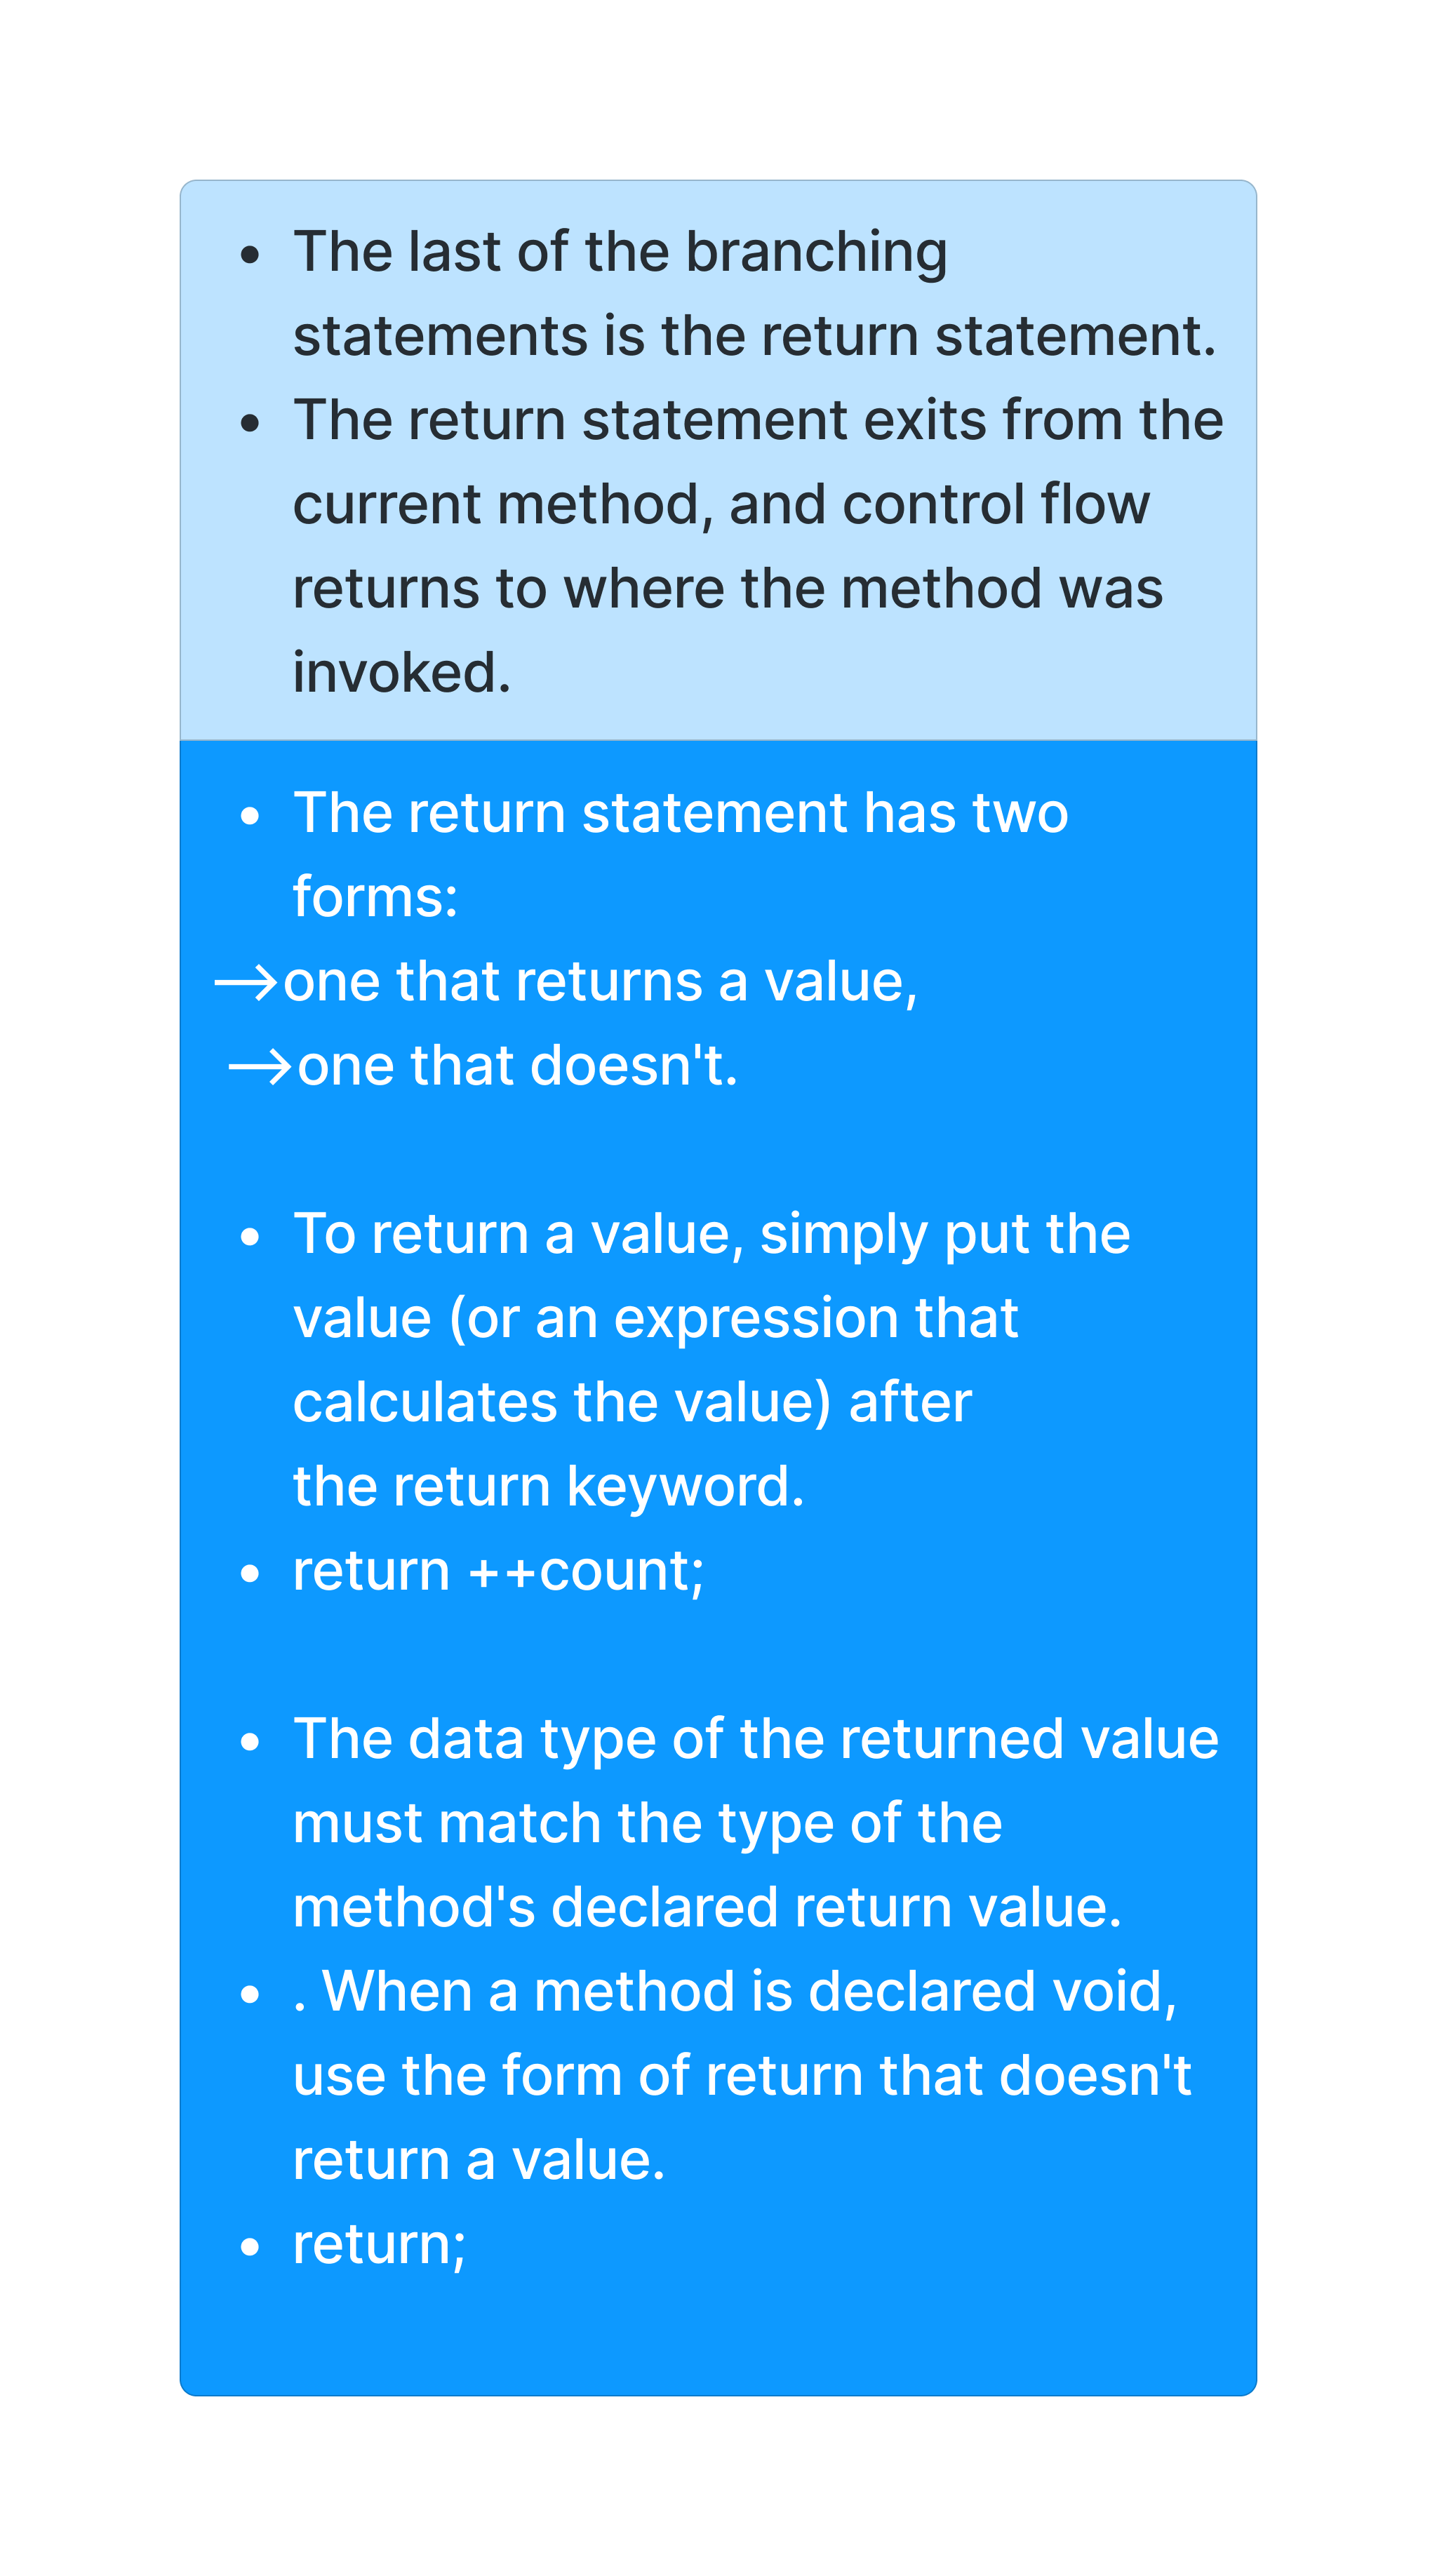 • The last of the branching
statements is the return statement.
• The return statement exits from the
current method, and control flow
returns to where the method was
invoked.
• The return statement has two
forms:
→one that returns a value,
→one that doesn't.
• To return a value, simply put the
value (or an expression that
calculates the value) after
the return keyword.
• return ++count;
• The data type of the returned value
must match the type of the
method's declared return value.
• . When a method is declared void,
use the form of return that doesn't
return a value.
• return;